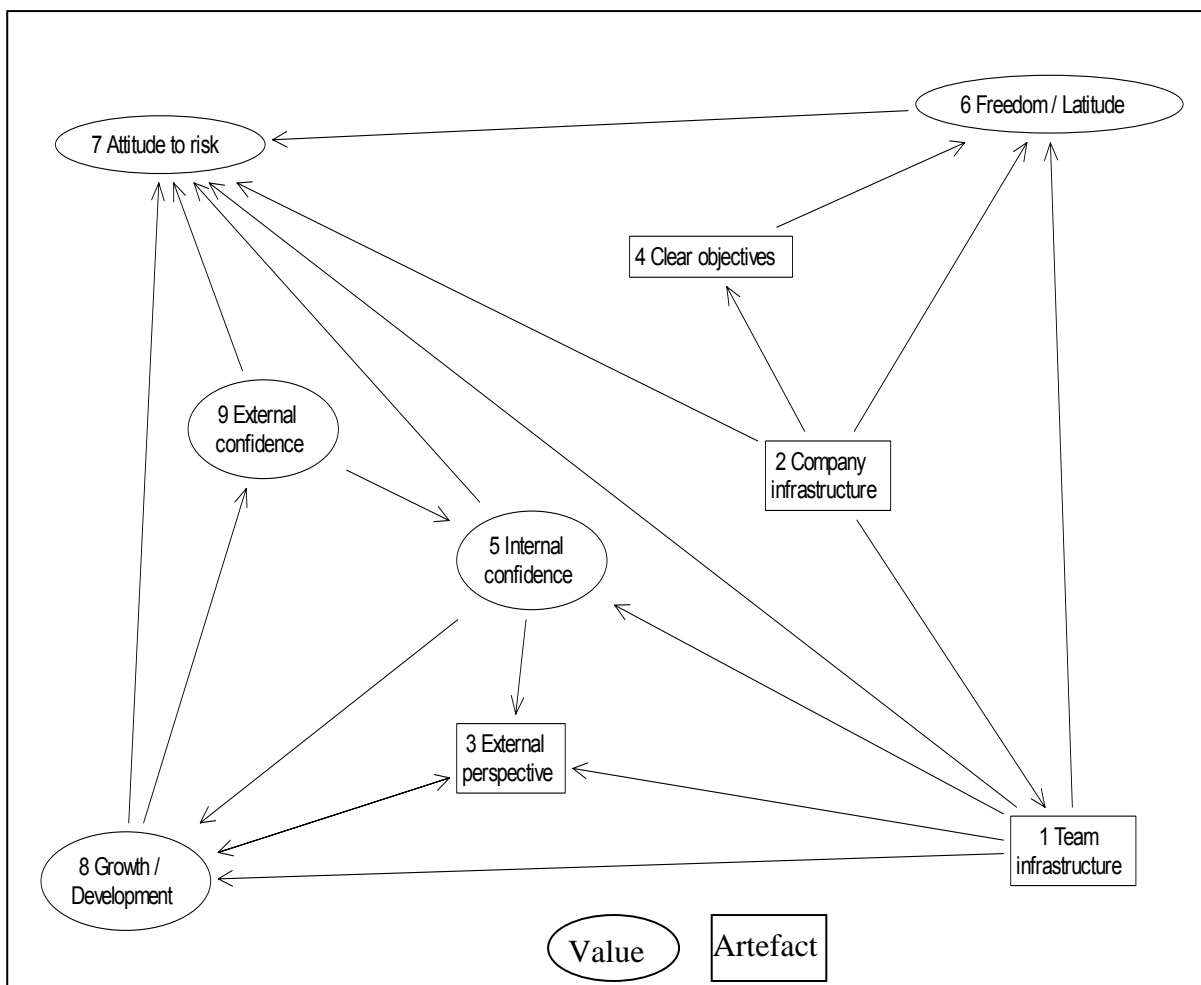 6 Freedom / Latitude
7 Attitude to risk
4 Clear objectives
9 External
confidence
2 Company
infrastructure
5 Internal
confidence
3 External
perspective
1 Team
infrastructure
8 Growth /
Development
Value
Artefact